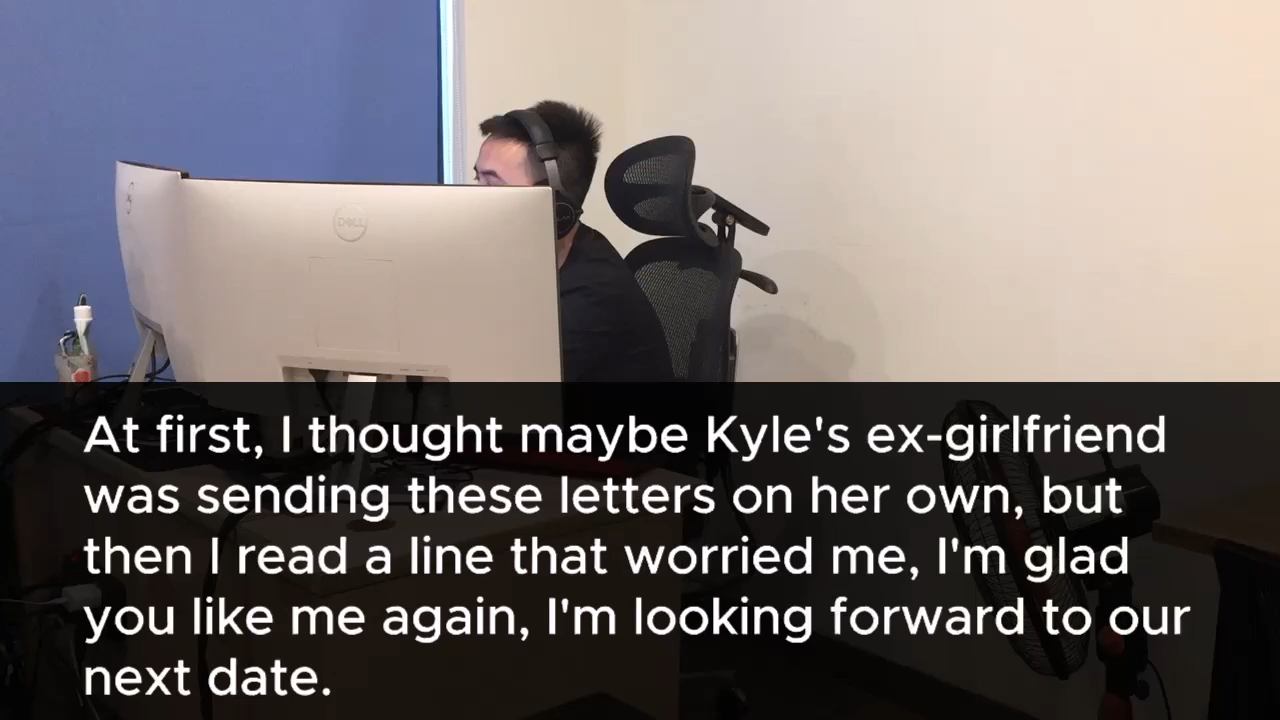 DELL
At first, I thought maybe Kyle's ex-girlfriend
was sending these letters on her own, but
then I read a line that worried me, I'm glad
you like me again, I'm looking forward to our
next date.